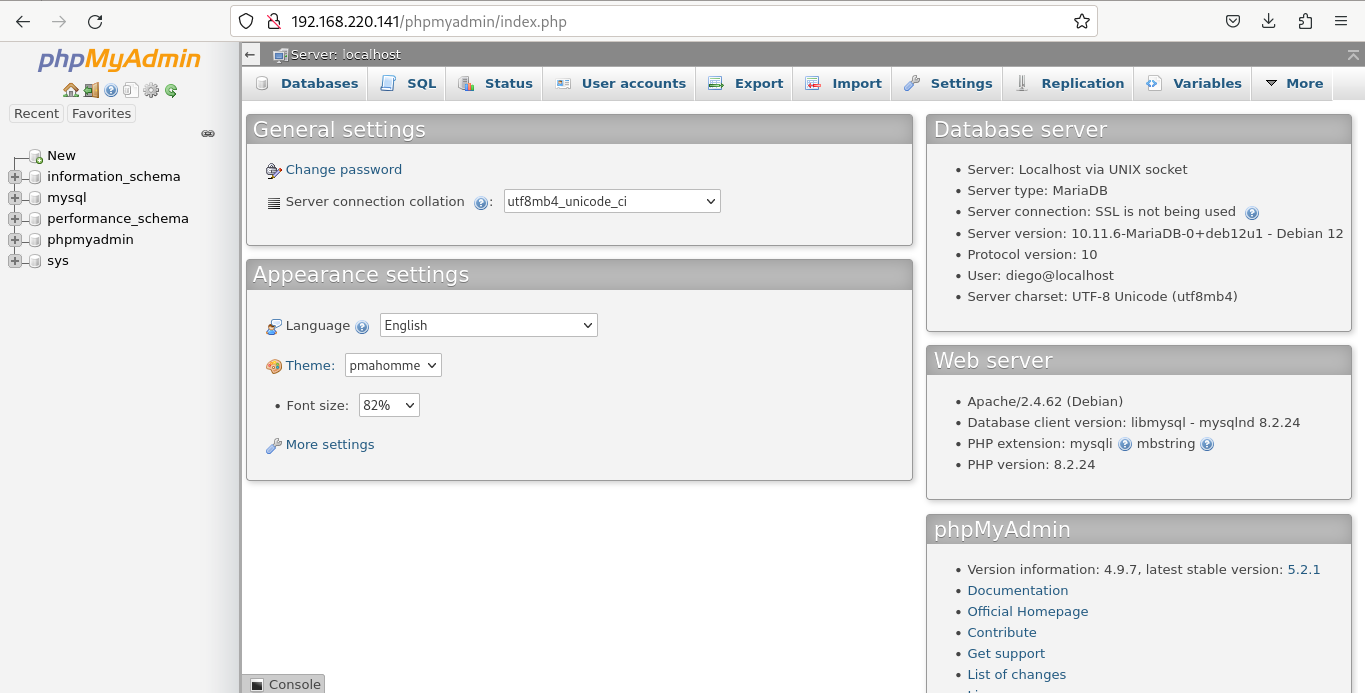 192.168.220.141/phpmyadmin/index.php
phpMyAdmin
Recent Favorites
New
information_schema
mysql
performance_schema
phpmyadmin
sys
Server: localhost
Databases SQL Status User accounts Export Import Settings Replication Variables More
General settings
Change password
Server connection collation : utf8mb4_unicode_ci
Appearance settings
Language English
Theme: pmahomme
• Font size: 82%
More settings
Database server
• Server: Localhost via UNIX socket
• Server type: MariaDB
• Server connection: SSL is not being used
• Server version: 10.11.6-MariaDB-0+deb12u1 - Debian 12
• Protocol version: 10
• User: diego@localhost
• Server charset: UTF-8 Unicode (utf8mb4)
Web server
• Apache/2.4.62 (Debian)
• Database client version: libmysql - mysqlnd 8.2.24
• PHP extension: mysqli mbstring
• PHP version: 8.2.24
phpMyAdmin
• Version information: 4.9.7, latest stable version: 5.2.1
• Documentation
• Official Homepage
• Contribute
• Get support
• List of changes
Console